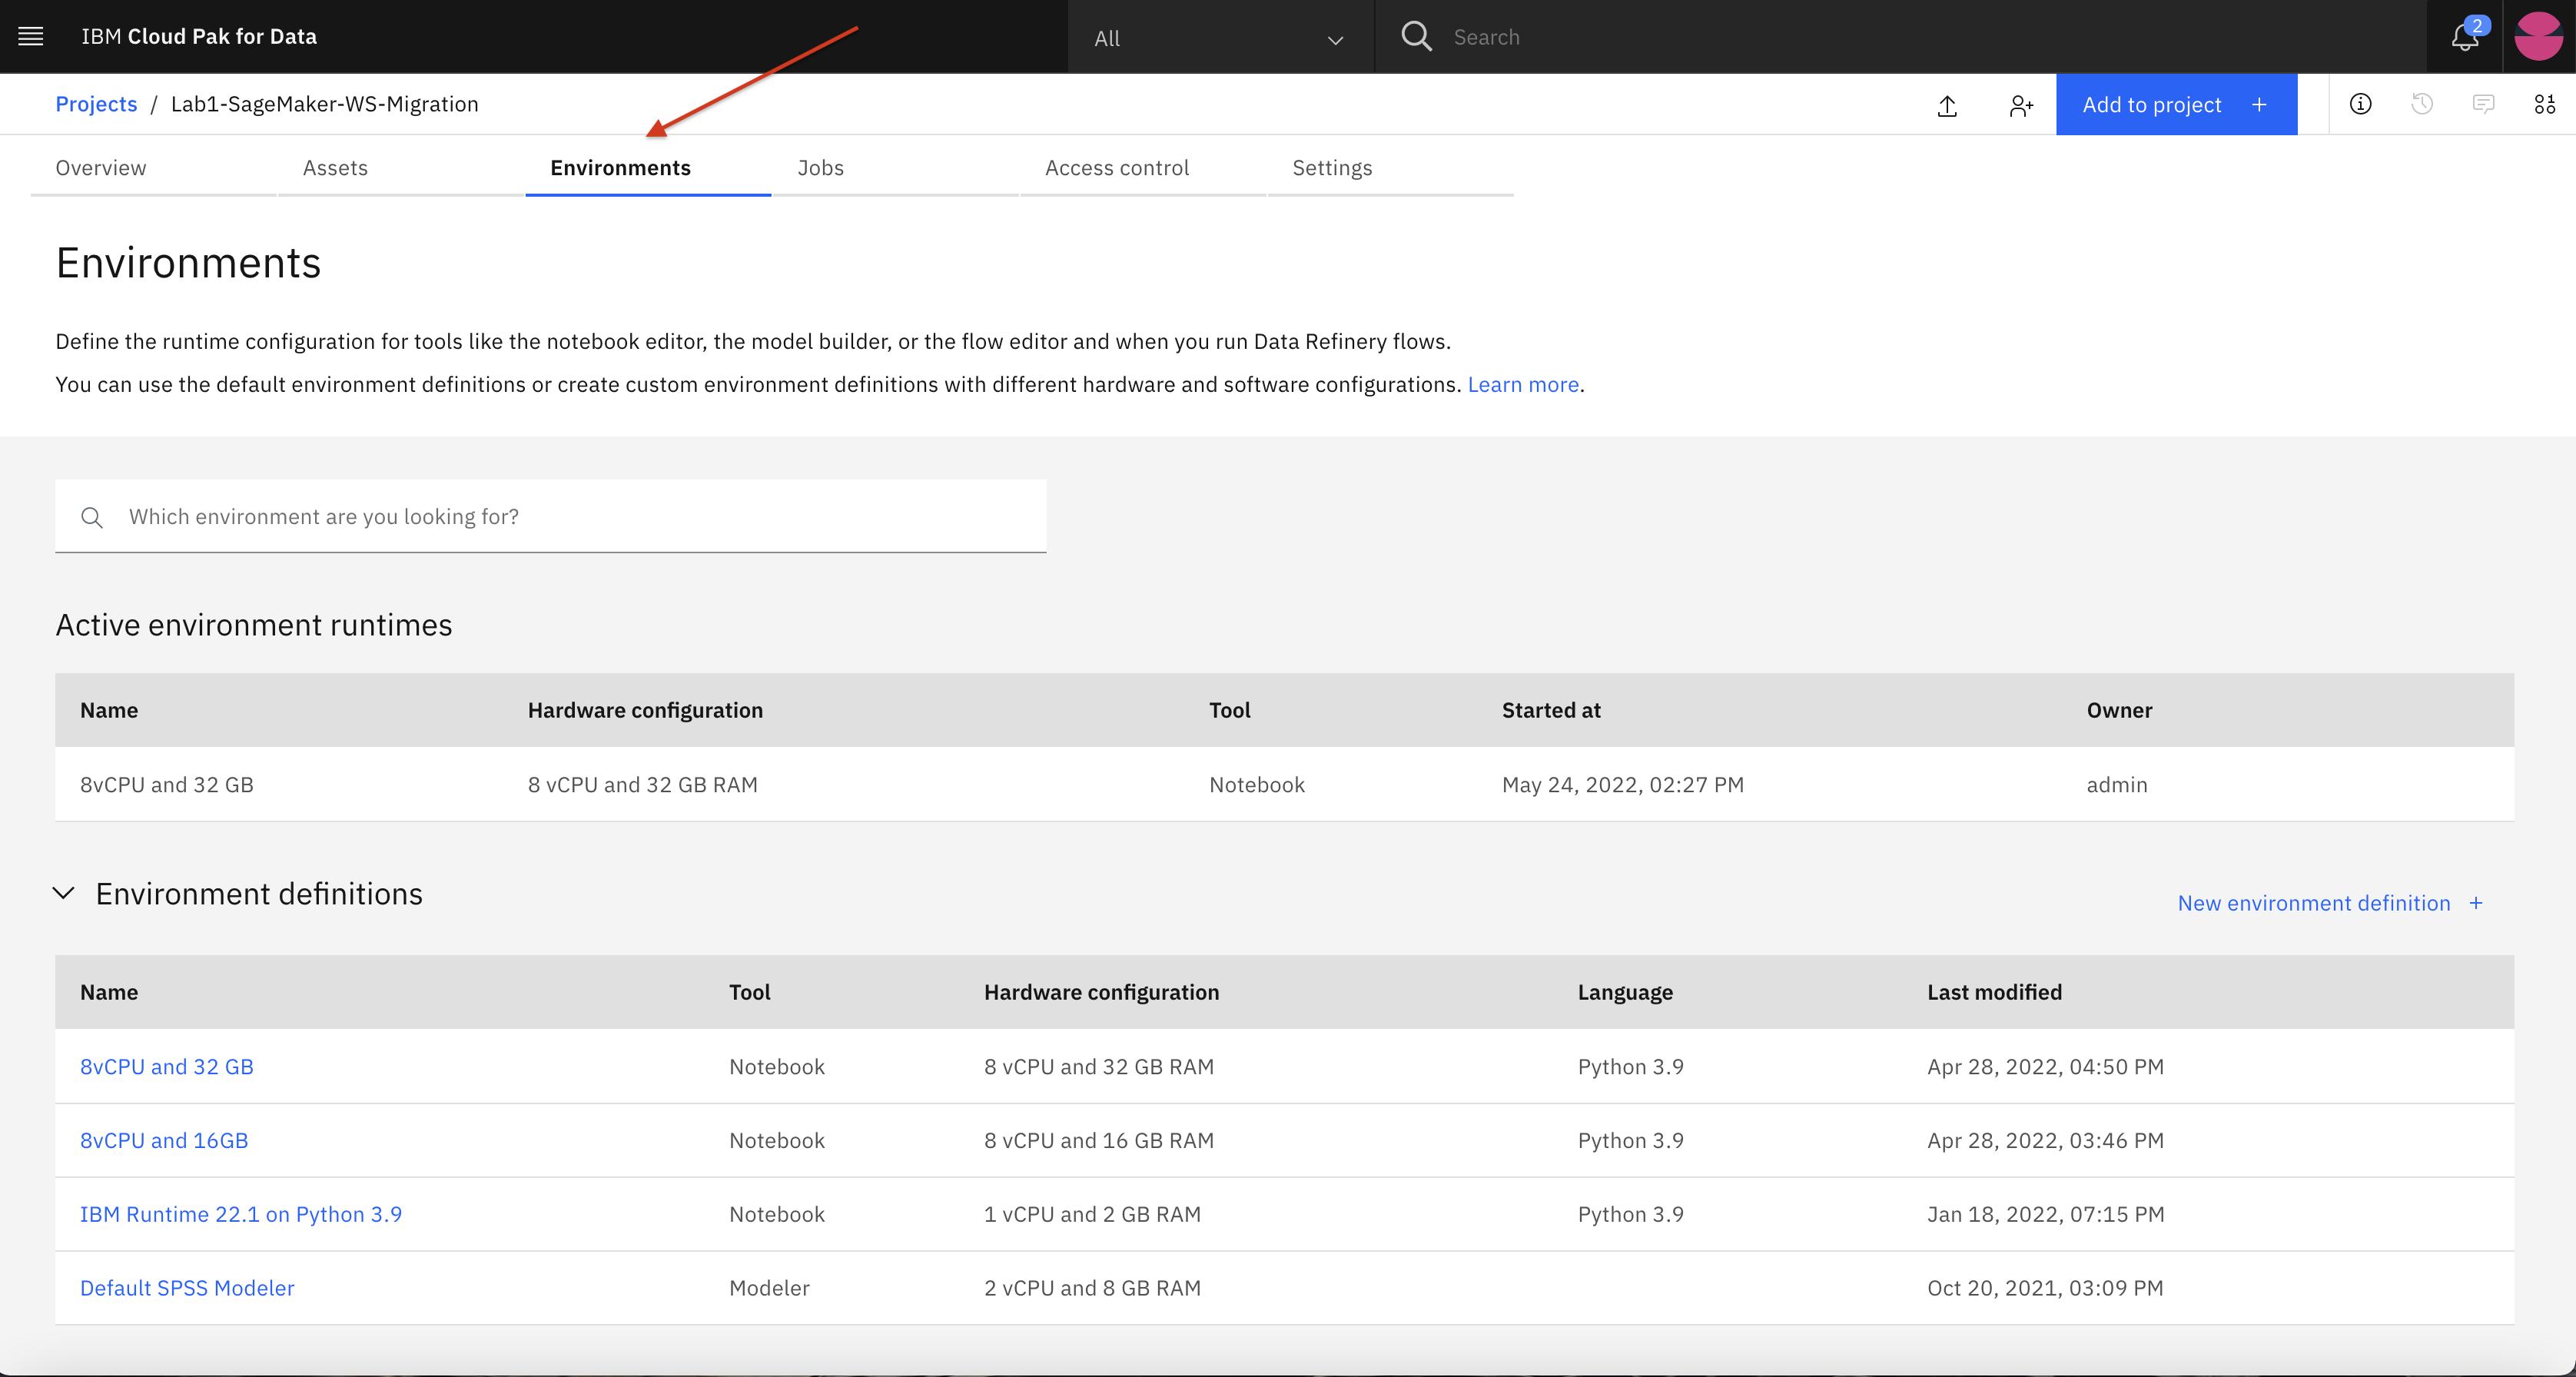 IBM Cloud Pak for Data
All
Search
2
Projects / Lab1-SageMaker-WS-Migration
Add to project +
Overview
Assets
Environments
Jobs
Access control
Settings
Environments
Define the runtime configuration for tools like the notebook editor, the model builder, or the flow editor and when you run Data Refinery flows.
You can use the default environment definitions or create custom environment definitions with different hardware and software configurations. Learn more.
Which environment are you looking for?
Active environment runtimes
Name Hardware configuration Tool Started at Owner
8vCPU and 32 GB 8 vCPU and 32 GB RAM Notebook May 24, 2022, 02:27 PM admin
Environment definitions
New environment definition +
Name Tool Hardware configuration Language Last modified
8vCPU and 32 GB Notebook 8 vCPU and 32 GB RAM Python 3.9 Apr 28, 2022, 04:50 PM
8vCPU and 16GB Notebook 8 vCPU and 16 GB RAM Python 3.9 Apr 28, 2022, 03:46 PM
IBM Runtime 22.1 on Python 3.9 Notebook 1 vCPU and 2 GB RAM Python 3.9 Jan 18, 2022, 07:15 PM
Default SPSS Modeler Modeler 2 vCPU and 8 GB RAM Oct 20, 2021, 03:09 PM